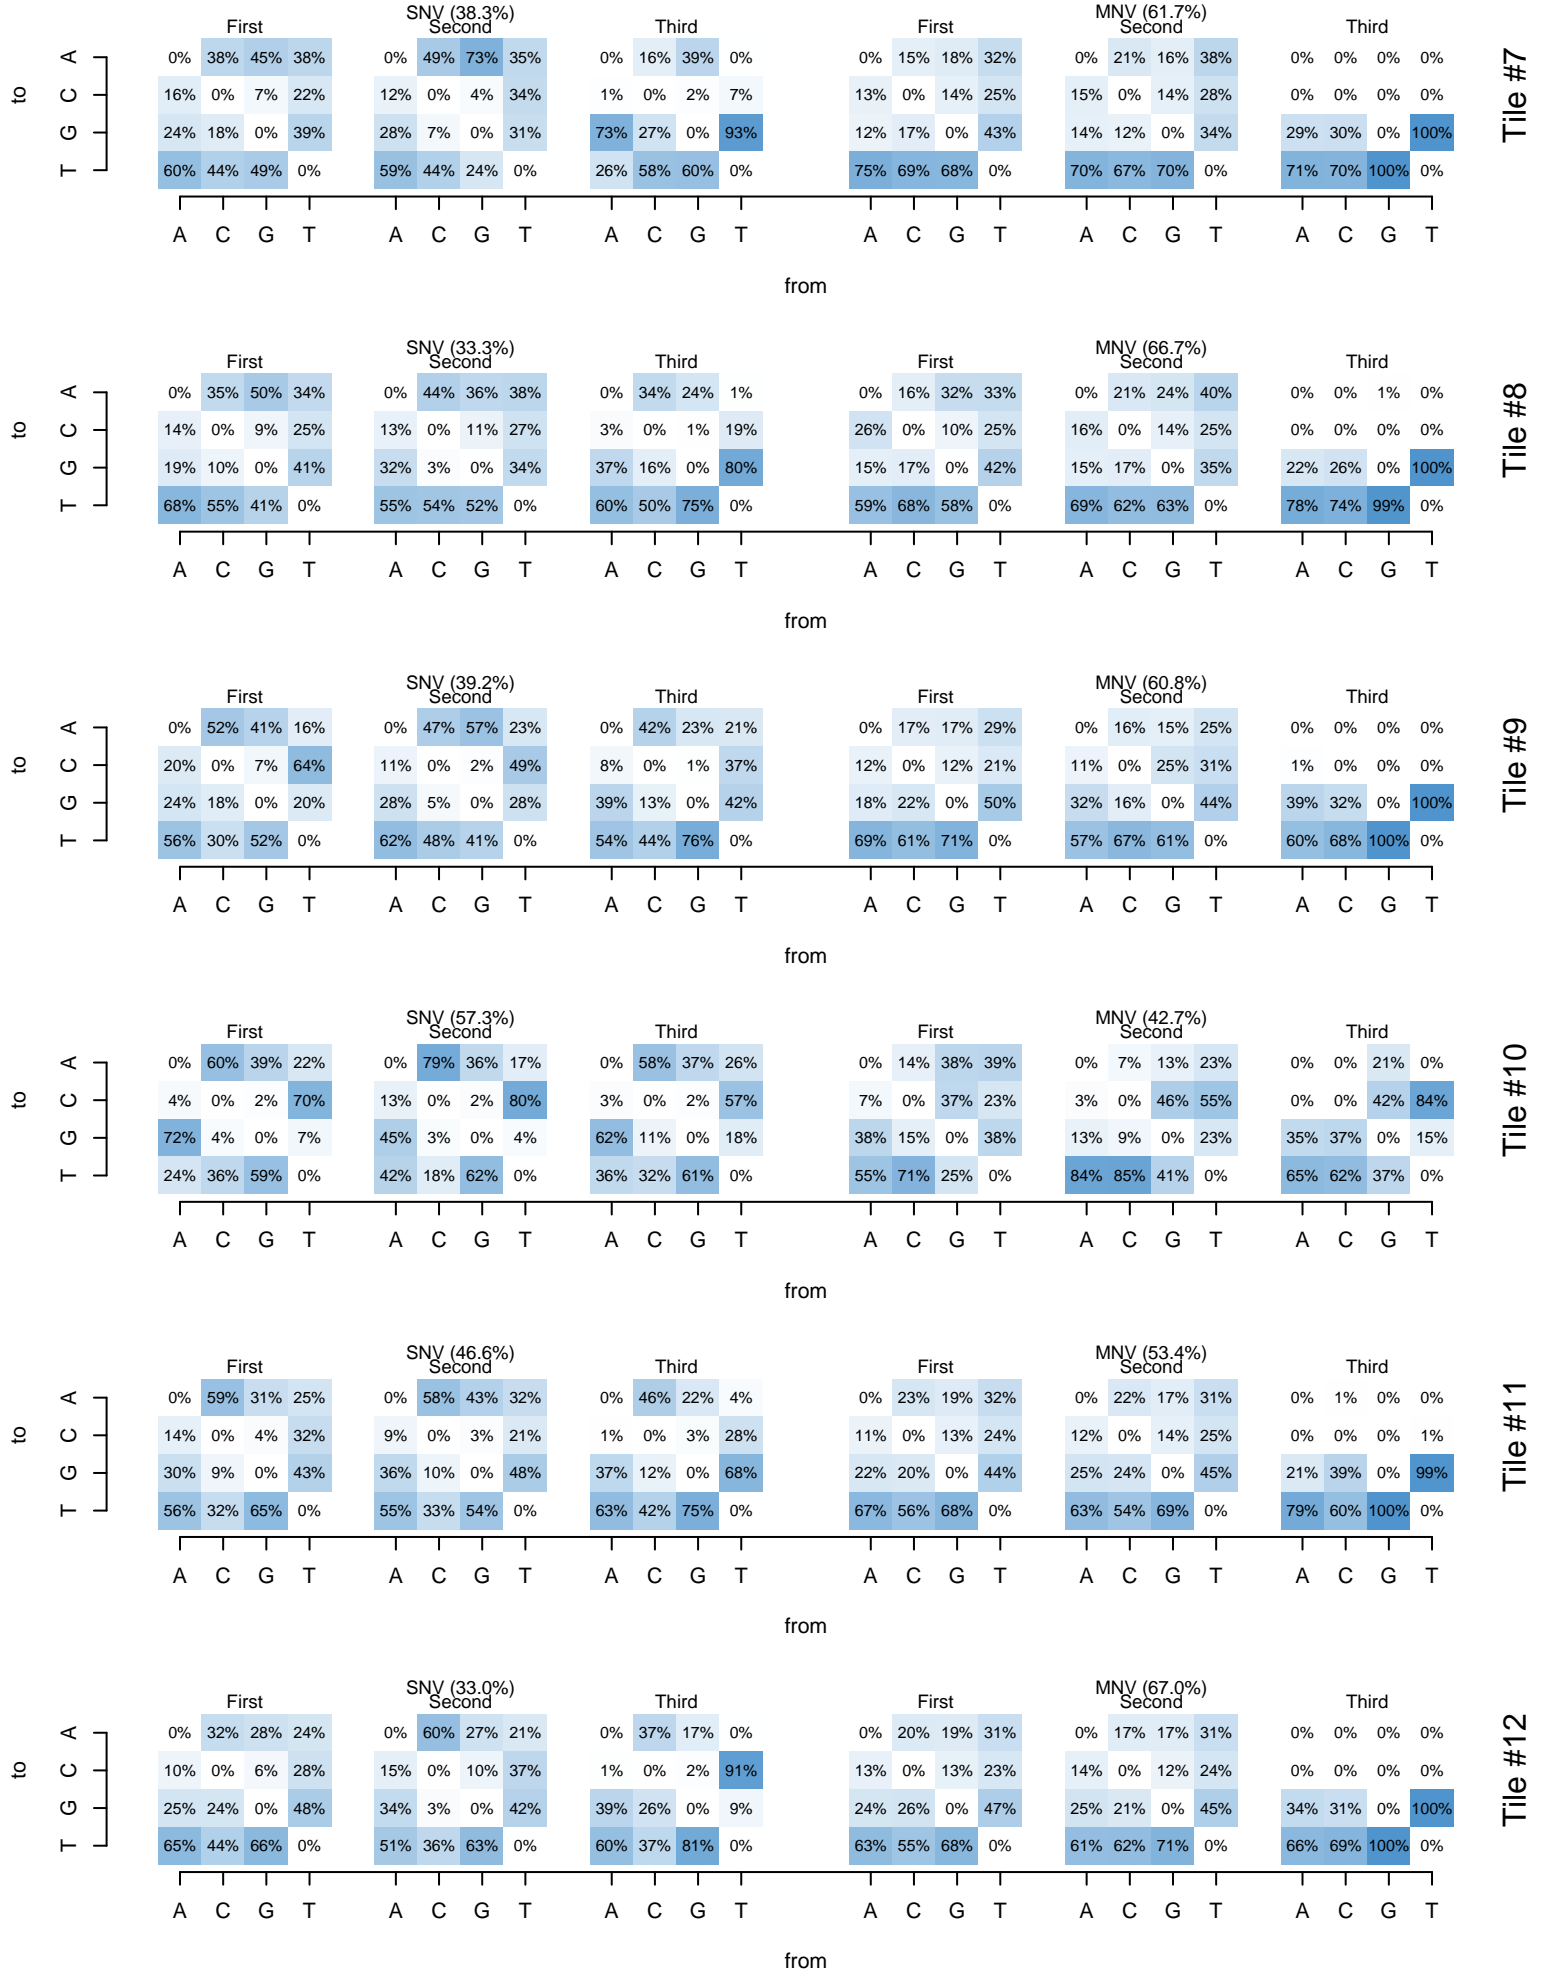 SNV (38.3%) MNV (61.7%)
First Second Third First Second Third
A 0% 38% 45% 38% 0% 49% 73% 35% 0% 16% 39% 0% 0% 15% 18% 32% 0% 21% 16% 38% 0% 0% 0% 0%
C 16% 0% 7% 22% 12% 0% 4% 34% 1% 0% 2% 7% 13% 0% 14% 25% 15% 0% 14% 28% 0% 0% 0% 0%
G 24% 18% 0% 39% 28% 7% 0% 31% 73% 27% 0% 93% 12% 17% 0% 43% 14% 12% 0% 34% 29% 30% 0% 100%
T 60% 44% 49% 0% 59% 44% 24% 0% 26% 58% 60% 0% 75% 69% 68% 0% 70% 67% 70% 0% 71% 70% 100% 0%
to
Tile #7
A C G T A C G T A C G T A C G T A C G T A C G T
from
SNV (33.3%) MNV (66.7%)
First Second Third First Second Third
A 0% 35% 50% 34% 0% 44% 36% 38% 0% 34% 24% 1% 0% 16% 32% 33% 0% 21% 24% 40% 0% 0% 1% 0%
C 14% 0% 9% 25% 13% 0% 11% 27% 3% 0% 1% 19% 26% 0% 10% 25% 16% 0% 14% 25% 0% 0% 0% 0%
G 19% 10% 0% 41% 32% 3% 0% 34% 37% 16% 0% 80% 15% 17% 0% 42% 15% 17% 0% 35% 22% 26% 0% 100%
T 68% 55% 41% 0% 55% 54% 52% 0% 60% 50% 75% 0% 59% 68% 58% 0% 69% 62% 63% 0% 78% 74% 99% 0%
to
Tile #8
A C G T A C G T A C G T A C G T A C G T A C G T
from
SNV (39.2%) MNV (60.8%)
First Second Third First Second Third
A 0% 52% 41% 16% 0% 47% 57% 23% 0% 42% 23% 21% 0% 17% 17% 29% 0% 16% 15% 25% 0% 0% 0% 0%
C 20% 0% 7% 64% 11% 0% 2% 49% 8% 0% 1% 37% 12% 0% 12% 21% 11% 0% 25% 31% 1% 0% 0% 0%
G 24% 18% 0% 20% 28% 5% 0% 28% 39% 13% 0% 42% 18% 22% 0% 50% 32% 16% 0% 44% 39% 32% 0% 100%
T 56% 30% 52% 0% 62% 48% 41% 0% 54% 44% 76% 0% 69% 61% 71% 0% 57% 67% 61% 0% 60% 68% 100% 0%
to
Tile #9
A C G T A C G T A C G T A C G T A C G T A C G T
from
SNV (57.3%) MNV (42.7%)
First Second Third First Second Third
A 0% 60% 39% 22% 0% 79% 36% 17% 0% 58% 37% 26% 0% 14% 38% 39% 0% 7% 13% 23% 0% 0% 21% 0%
C 4% 0% 2% 70% 13% 0% 2% 80% 3% 0% 2% 57% 7% 0% 37% 23% 3% 0% 46% 55% 0% 0% 42% 84%
G 72% 4% 0% 7% 45% 3% 0% 4% 62% 11% 0% 18% 38% 15% 0% 38% 13% 9% 0% 23% 35% 37% 0% 15%
T 24% 36% 59% 0% 42% 18% 62% 0% 36% 32% 61% 0% 55% 71% 25% 0% 84% 85% 41% 0% 65% 62% 37% 0%
to
Tile #10
A C G T A C G T A C G T A C G T A C G T A C G T
from
SNV (46.6%) MNV (53.4%)
First Second Third First Second Third
A 0% 59% 31% 25% 0% 58% 43% 32% 0% 46% 22% 4% 0% 23% 19% 32% 0% 22% 17% 31% 0% 1% 0% 0%
C 14% 0% 4% 32% 9% 0% 3% 21% 1% 0% 3% 28% 11% 0% 13% 24% 12% 0% 14% 25% 0% 0% 0% 1%
G 30% 9% 0% 43% 36% 10% 0% 48% 37% 12% 0% 68% 22% 20% 0% 44% 25% 24% 0% 45% 21% 39% 0% 99%
T 56% 32% 65% 0% 55% 33% 54% 0% 63% 42% 75% 0% 67% 56% 68% 0% 63% 54% 69% 0% 79% 60% 100% 0%
to
Tile #11
A C G T A C G T A C G T A C G T A C G T A C G T
from
SNV (33.0%) MNV (67.0%)
First Second Third First Second Third
A 0% 32% 28% 24% 0% 60% 27% 21% 0% 37% 17% 0% 0% 20% 19% 31% 0% 17% 17% 31% 0% 0% 0% 0%
C 10% 0% 6% 28% 15% 0% 10% 37% 1% 0% 2% 91% 13% 0% 13% 23% 14% 0% 12% 24% 0% 0% 0% 0%
G 25% 24% 0% 48% 34% 3% 0% 42% 39% 26% 0% 9% 24% 26% 0% 47% 25% 21% 0% 45% 34% 31% 0% 100%
T 65% 44% 66% 0% 51% 36% 63% 0% 60% 37% 81% 0% 63% 55% 68% 0% 61% 62% 71% 0% 66% 69% 100% 0%
to
Tile #12
A C G T A C G T A C G T A C G T A C G T A C G T
from